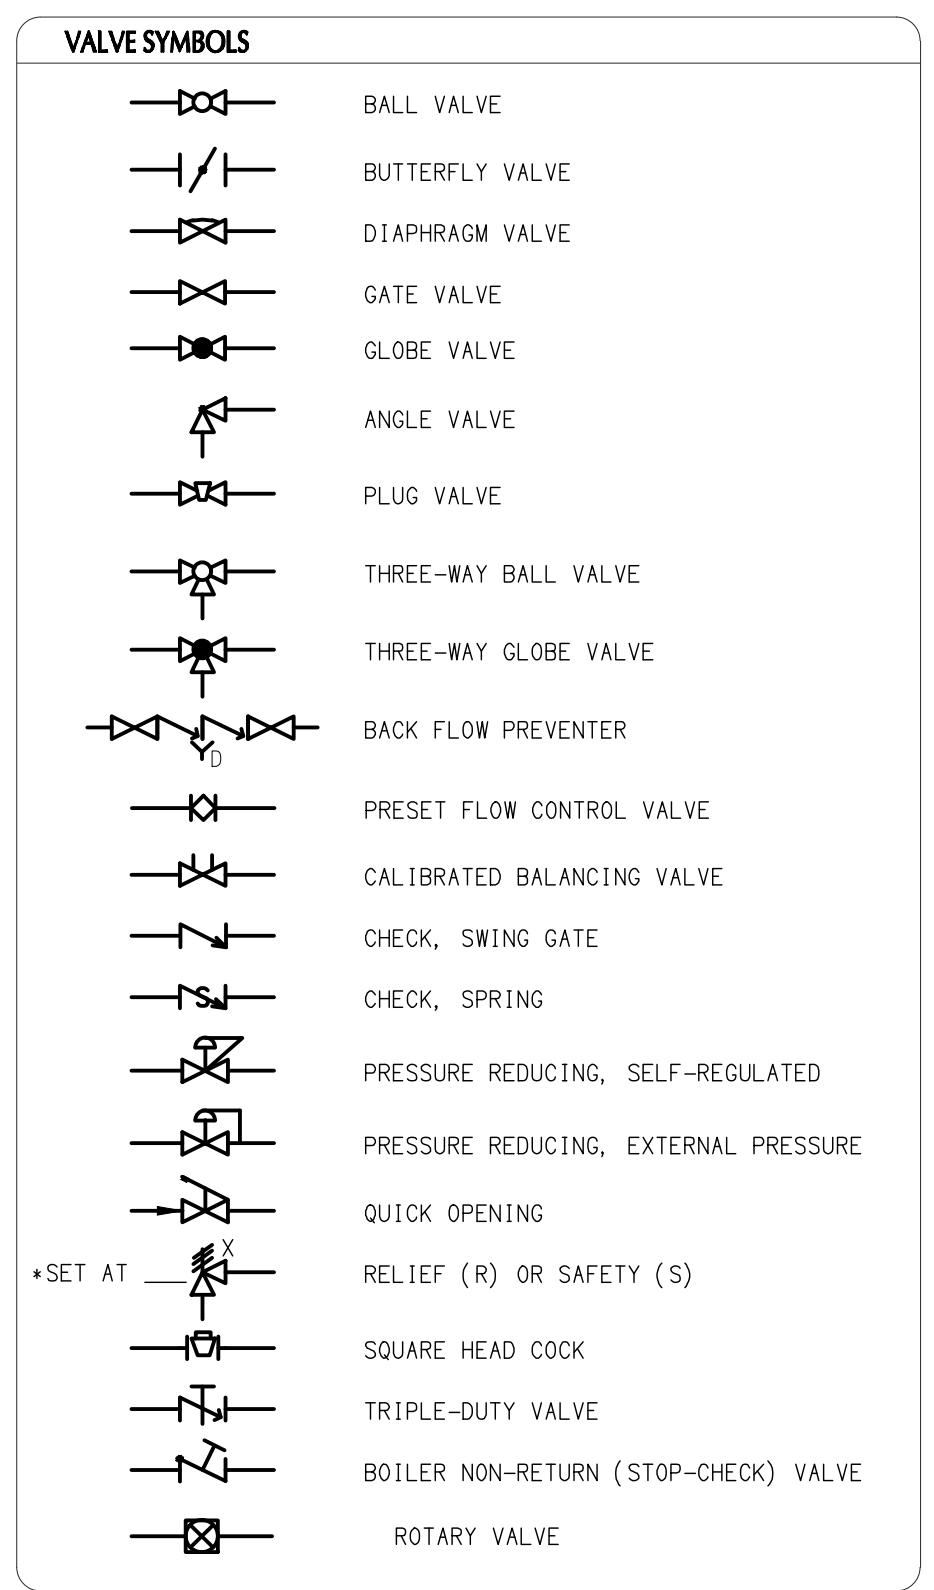 VALVE SYMBOLS
BALL VALVE
BUTTERFLY VALVE
DIAPHRAGM VALVE
GATE VALVE
GLOBE VALVE
ANGLE VALVE
PLUG VALVE
THREE-WAY BALL VALVE
THREE-WAY GLOBE VALVE
BACK FLOW PREVENTER
D
PRESET FLOW CONTROL VALVE
CALIBRATED BALANCING VALVE
CHECK, SWING GATE
S CHECK, SPRING
PRESSURE REDUCING, SELF-REGULATED
PRESSURE REDUCING, EXTERNAL PRESSURE
QUICK OPENING
X
*SET AT ___ RELIEF (R) OR SAFETY (S)
SQUARE HEAD COCK
TRIPLE-DUTY VALVE
BOILER NON-RETURN (STOP-CHECK) VALVE
ROTARY VALVE